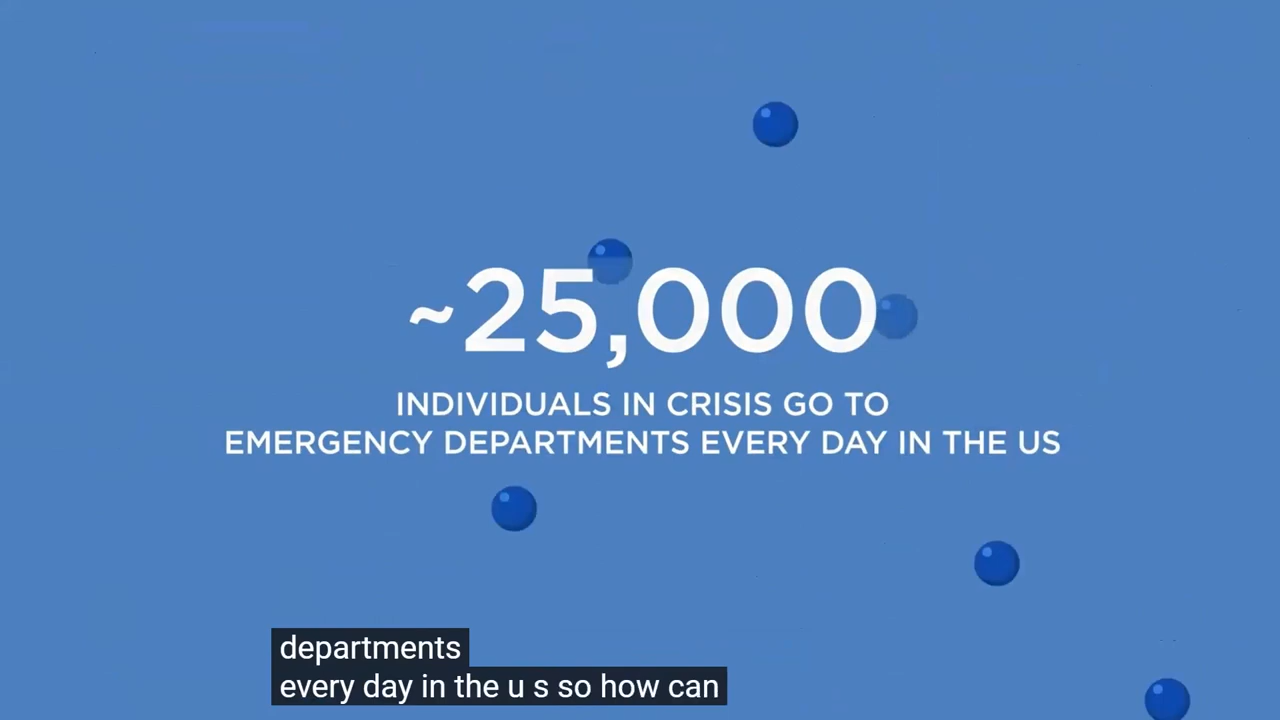 ~25,000
INDIVIDUALS IN CRISIS GO TO
EMERGENCY DEPARTMENTS EVERY DAY IN THE US
departments
every day in the u s so how can